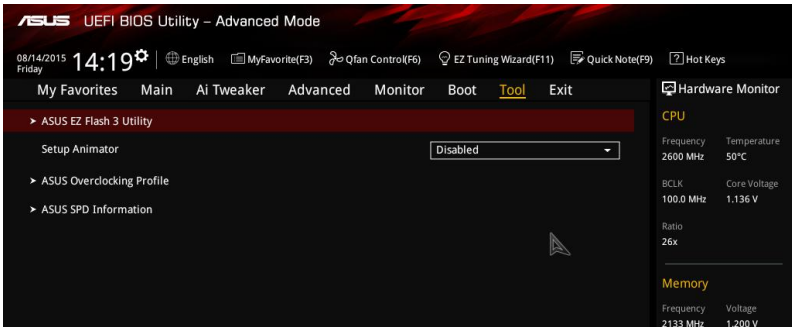 ASUS UEFI BIOS Utility – Advanced Mode
08/14/2015 14:19 English MyFavorite(F3) Qfan Control(F6) EZ Tuning Wizard(F11) Quick Note(F9) ? Hot Keys
Friday
My Favorites Main Ai Tweaker Advanced Monitor Boot Tool Exit
Hardware Monitor
> ASUS EZ Flash 3 Utility
Setup Animator Disabled
> ASUS Overclocking Profile
> ASUS SPD Information
CPU
Frequency Temperature
2600 MHz 50°C
BCLK Core Voltage
100.0 MHz 1.136 V
Ratio
26x
Memory
Frequency Voltage
2133 MHz 1.200 V